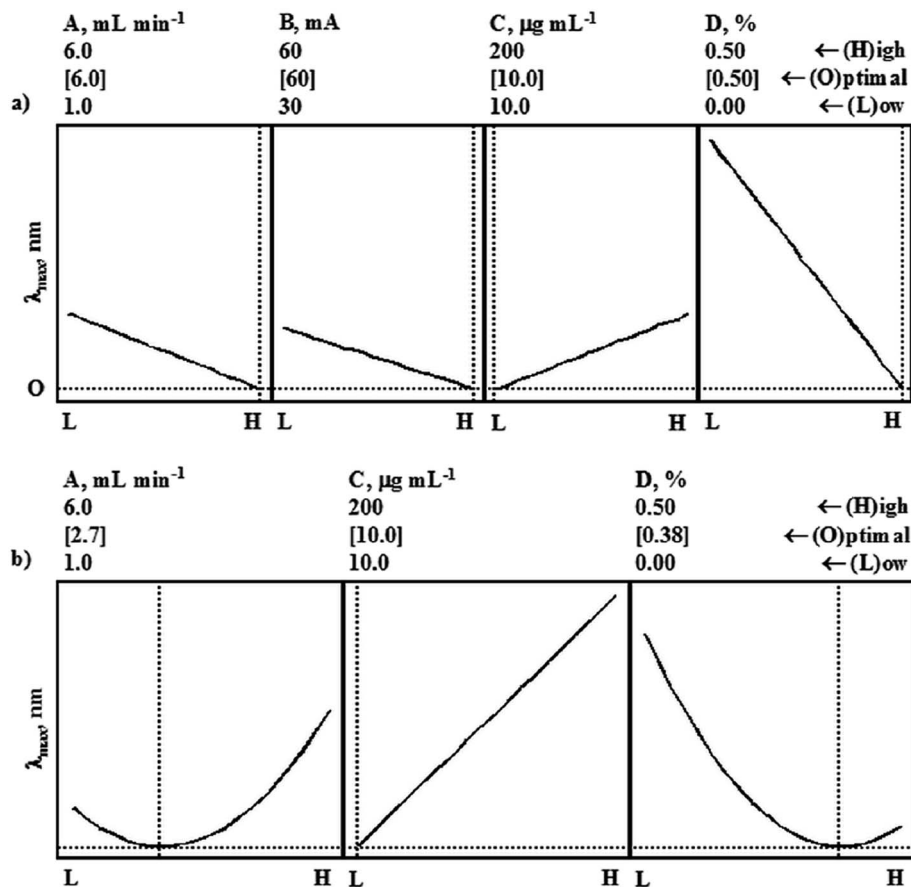 A, mL min⁻¹ B, mA C, μg mL⁻¹ D, %
6.0 60 200 0.50 ←(H)igh
[6.0] [60] [10.0] [0.50] ←(O)ptimal
a) 1.0 30 10.0 0.00 ←(L)ow
λmax, nm
O
L H L H L H L H
A, mL min⁻¹ C, μg mL⁻¹ D, %
6.0 200 0.50 ←(H)igh
[2.7] [10.0] [0.38] ←(O)ptimal
b) 1.0 10.0 0.00 ←(L)ow
λmax, nm
L H L H L H